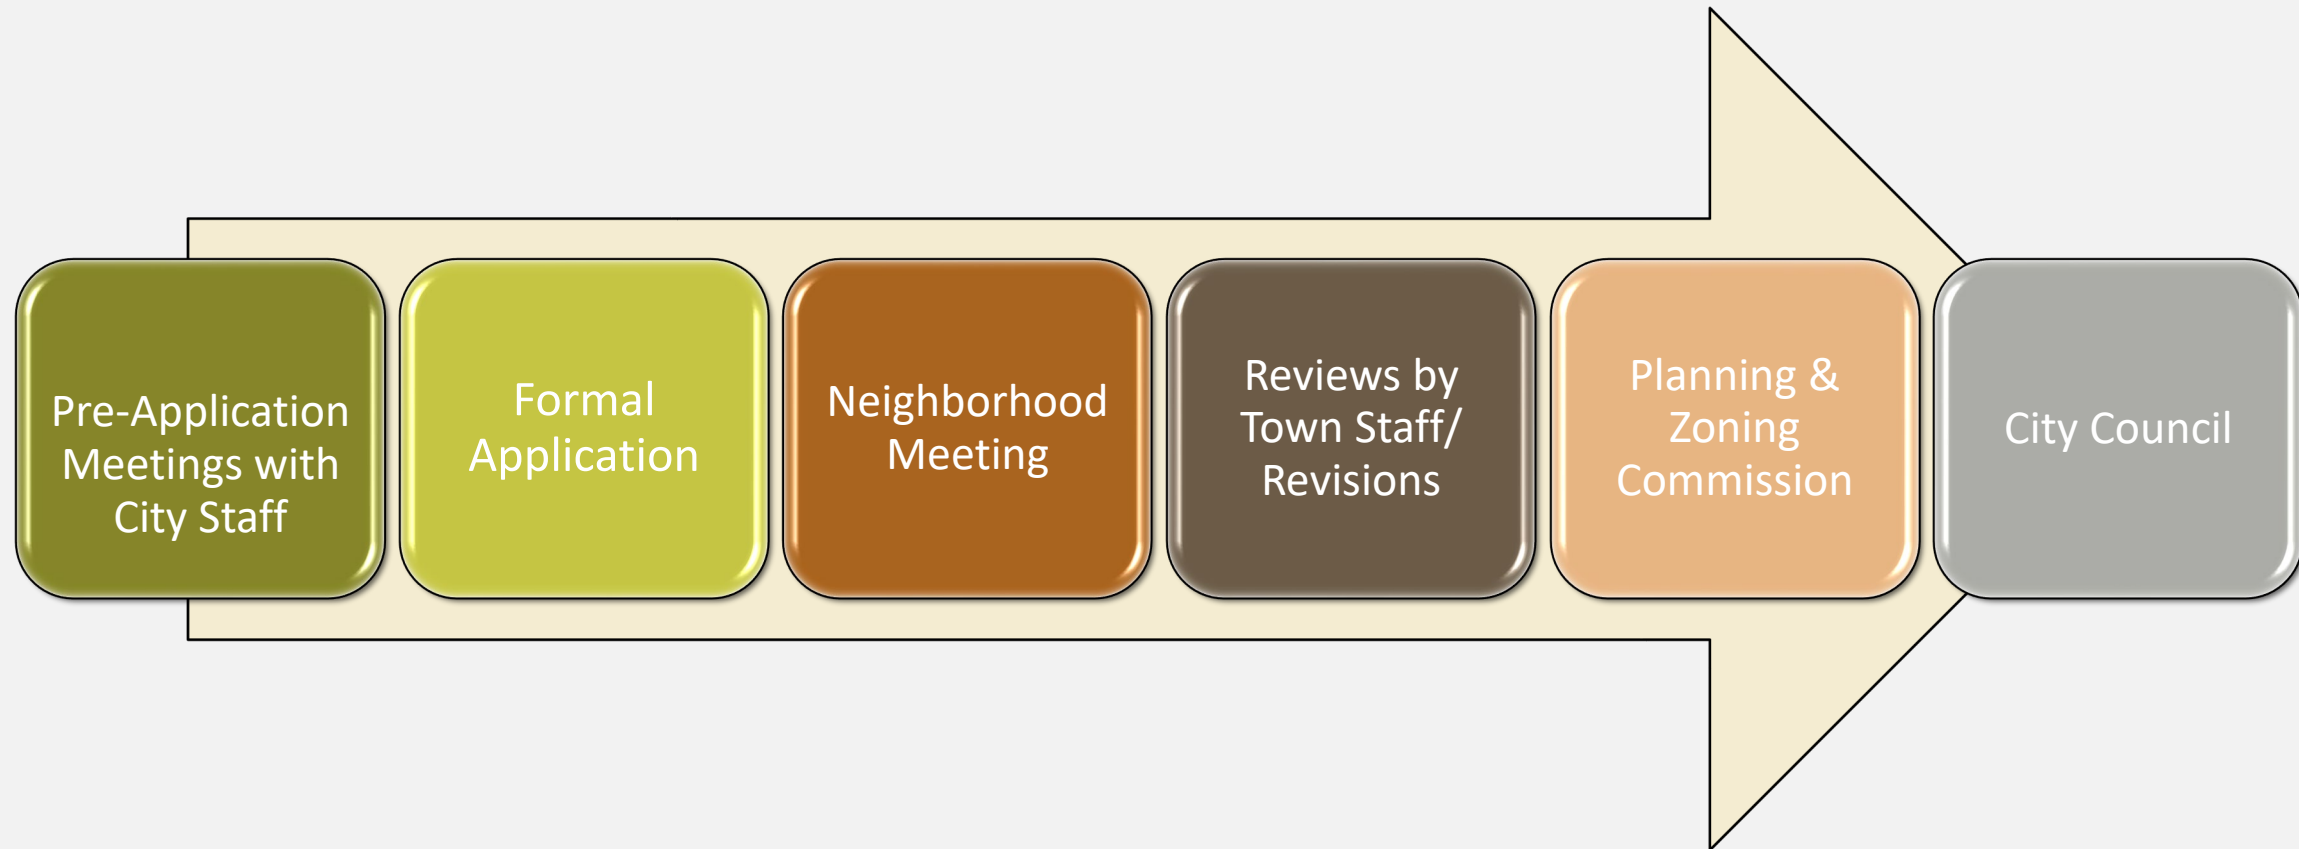 Pre-Application
Meetings with
City Staff
Formal
Application
Neighborhood
Meeting
Reviews by
Town Staff/
Revisions
Planning &
Zoning
Commission
City Council